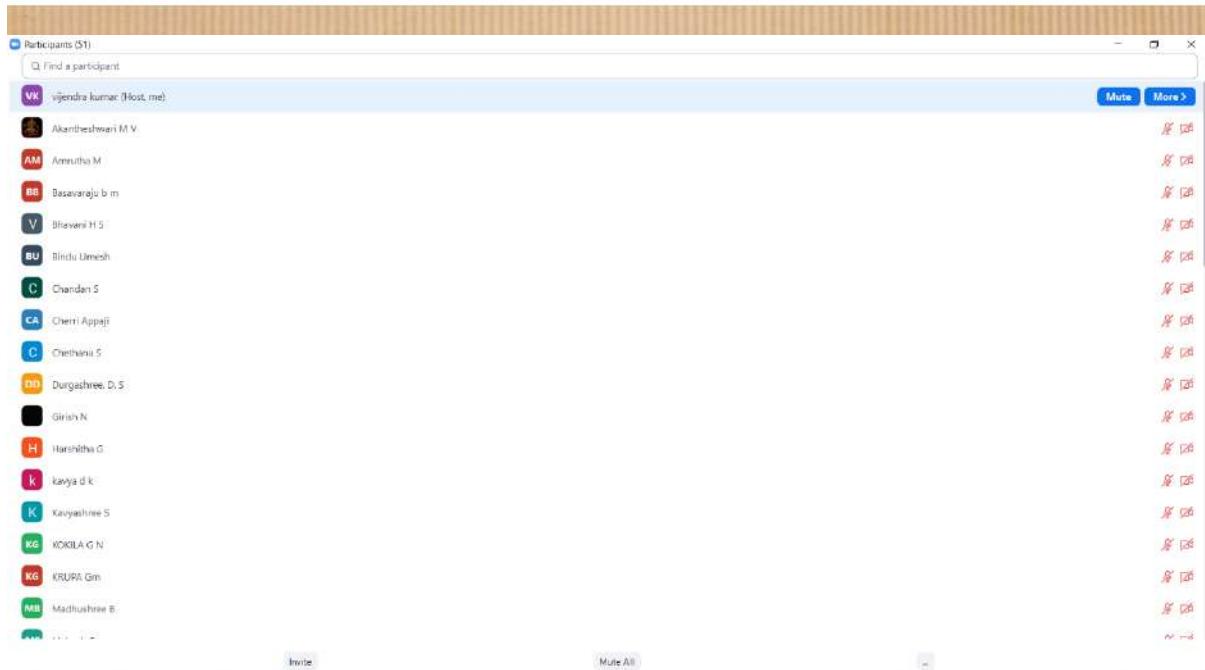 Participants (51)
Find a participant
VK vijendra kumar (Host, me) Mute More >
Akantheshwari M V
AM Amrutha M
BB Basavaraju b m
V Bhavani H S
BU Bindu Umesh
C Chandan S
CA Cherri Appaji
C Chethana S
DD Durgashree. D. S
Girish N
H Harshitha G
k kavya d k
K Kavyashree S
KG KOKILA G N
KG KRUPA Gm
MB Madhushree B
Invite Mute All ...